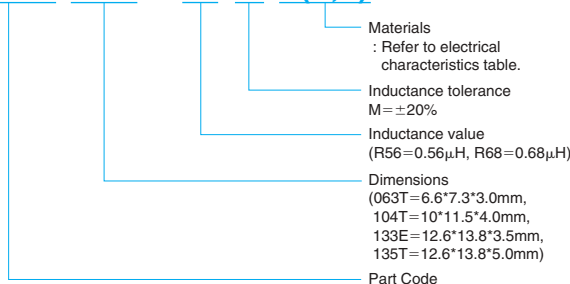 Materials
: Refer to electrical
characteristics table.
Inductance tolerance
M=±20%
Inductance value
(R56=0.56μH, R68=0.68μH)
Dimensions
(063T=6.6*7.3*3.0mm,
104T=10*11.5*4.0mm,
133E=12.6*13.8*3.5mm,
135T=12.6*13.8*5.0mm)
Part Code